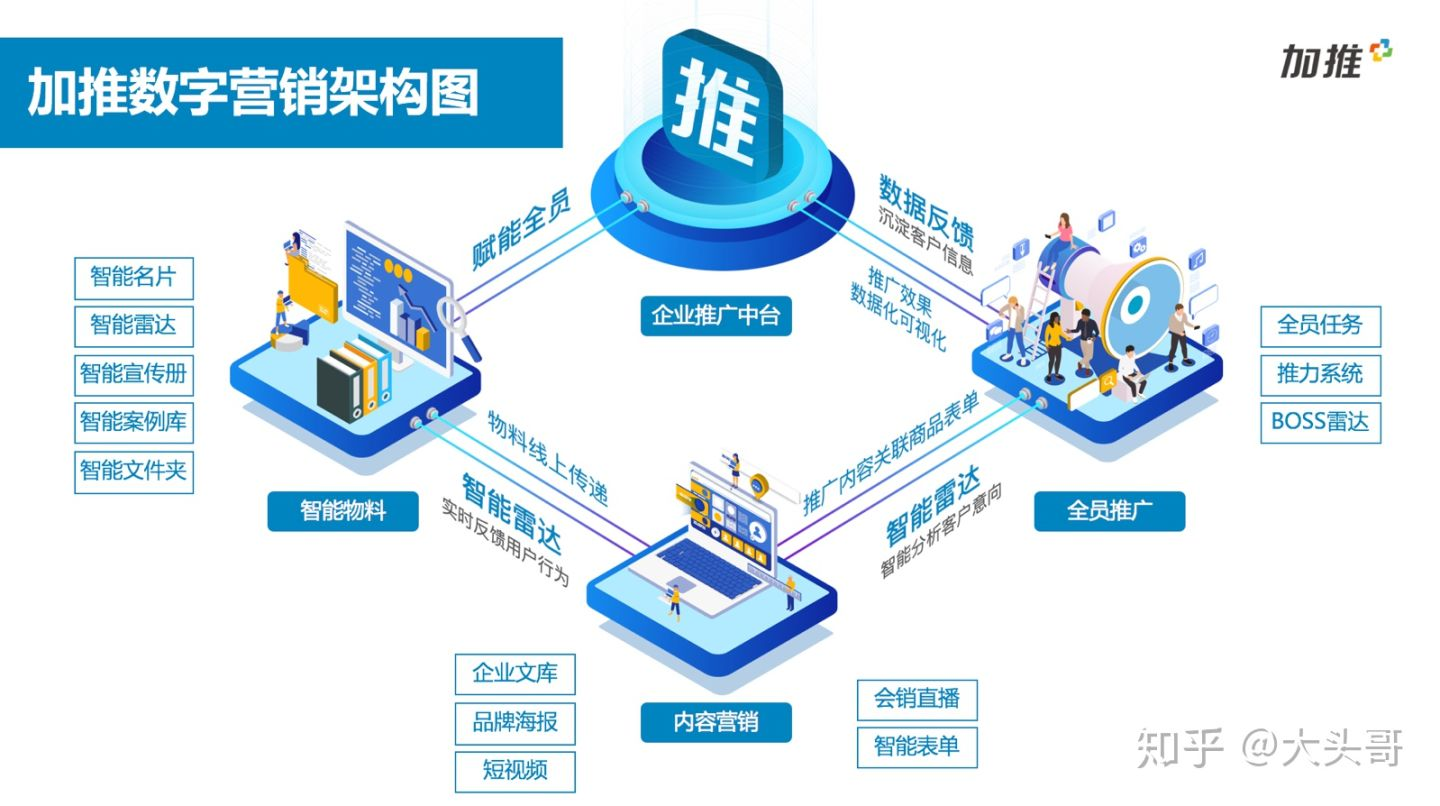 加推数字营销架构图
加推
推
赋能全员
数据反馈
沉淀客户信息
推广效果
数据化可视化
企业推广中台
智能名片
智能雷达
智能宣传册
智能案例库
智能文件夹
智能物料
全员任务
推力系统
BOSS雷达
全员推广
物料线上传递
智能雷达
实时反馈用户行为
推广内容关联商品表单
智能雷达
智能分析客户意向
企业文库
品牌海报
短视频
内容营销
会销直播
智能表单
知乎 @大头哥